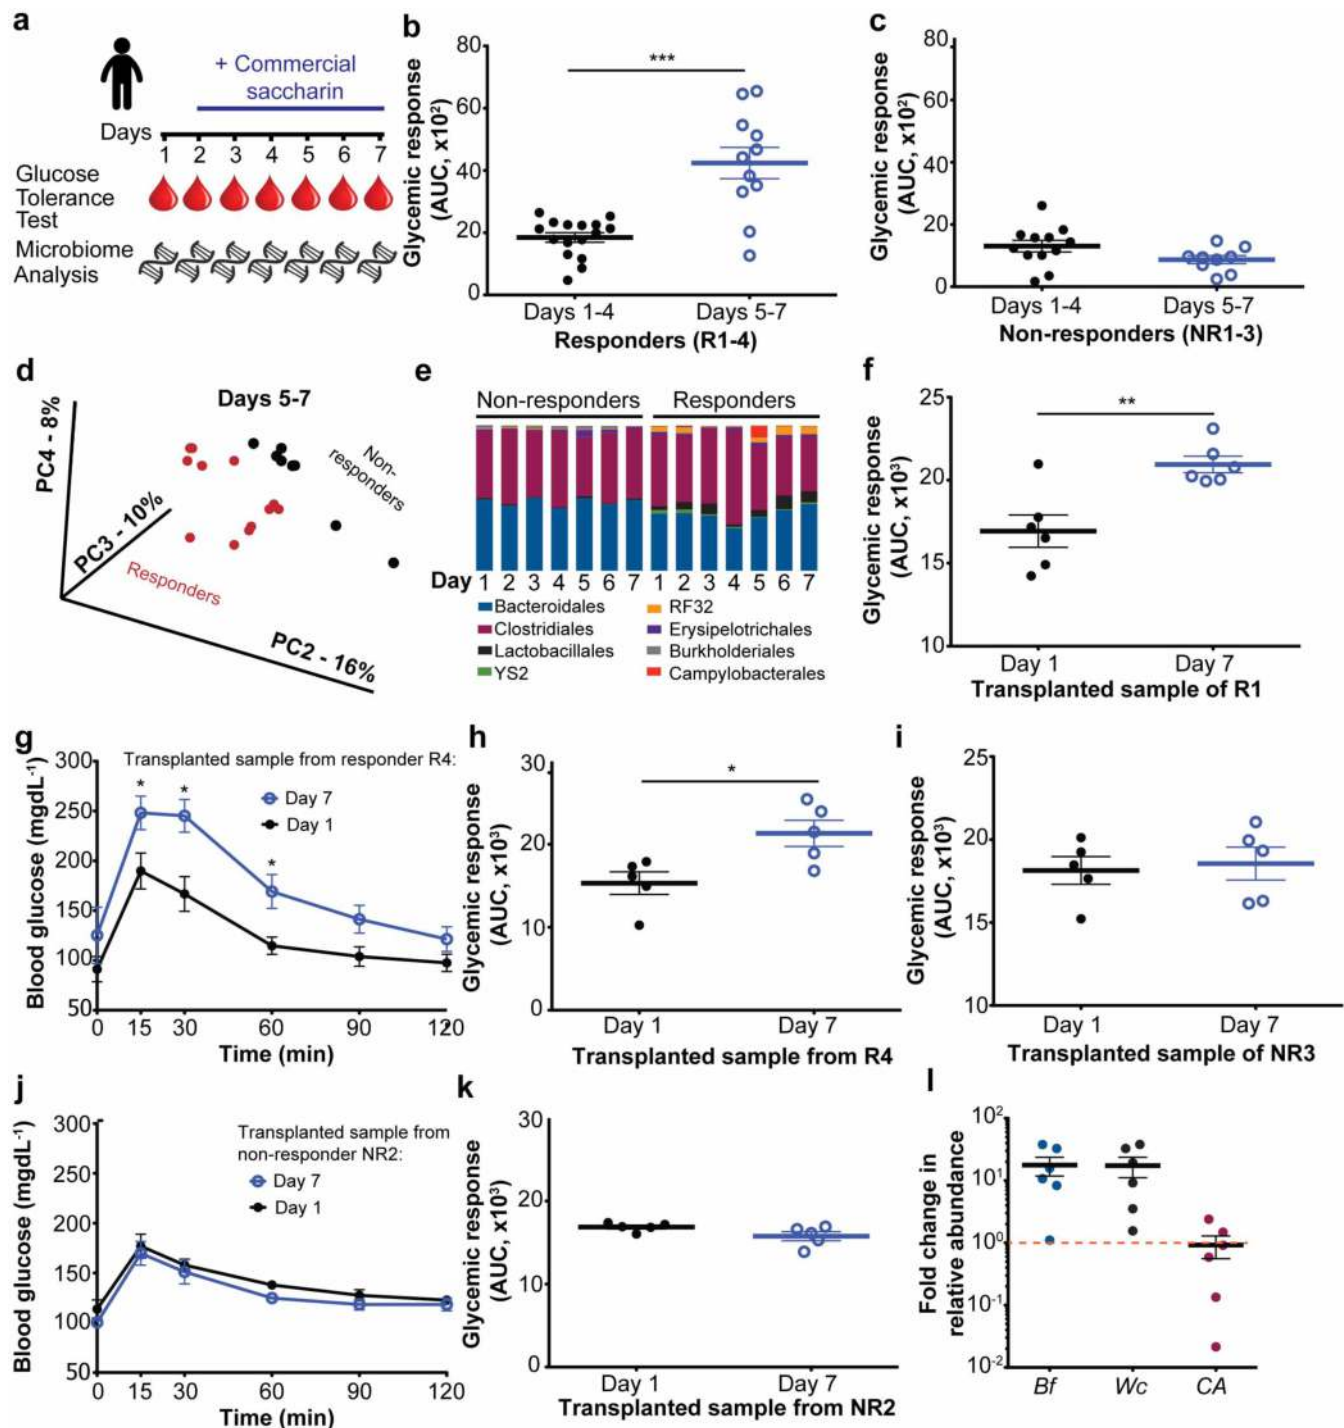 a
+ Commercial
saccharin
Days
1 2 3 4 5 6 7
Glucose
Tolerance
Test
Microbiome
Analysis
b
Glycemic response
(AUC, x10²)
80
60
40
20
0
***
Days 1-4 Days 5-7
Responders (R1-4)
c
Glycemic response
(AUC, x10²)
80
60
40
20
0
Days 1-4 Days 5-7
Non-responders (NR1-3)
d
Days 5-7
PC4 - 8%
PC3 - 10%
PC2 - 16%
Non-
responders
Responders
e
Non-responders Responders
Day 1 2 3 4 5 6 7 1 2 3 4 5 6 7
Bacteroidales RF32
Clostridiales Erysipelotrichales
Lactobacillales Burkholderiales
YS2 Campylobacterales
f
Glycemic response
(AUC, x10³)
25
20
15
10
**
Day 1 Day 7
Transplanted sample of R1
g
Blood glucose (mgdL⁻¹)
300
250
200
150
100
50
Transplanted sample from responder R4:
Day 7
Day 1
* *
*
0 15 30 60 90 120
Time (min)
h
Glycemic response
(AUC, x10³)
30
20
10
0
*
Day 1 Day 7
Transplanted sample from R4
i
Glycemic response
(AUC, x10³)
25
20
15
10
Day 1 Day 7
Transplanted sample of NR3
j
Blood glucose (mgdL⁻¹)
300
250
200
150
100
50
Transplanted sample from
non-responder NR2:
Day 7
Day 1
0 15 30 60 90 120
Time (min)
k
Glycemic response
(AUC, x10³)
30
20
10
0
Day 1 Day 7
Transplanted sample from NR2
l
Fold change in
relative abundance
10²
10¹
10⁰
10⁻¹
10⁻²
Bf Wc CA